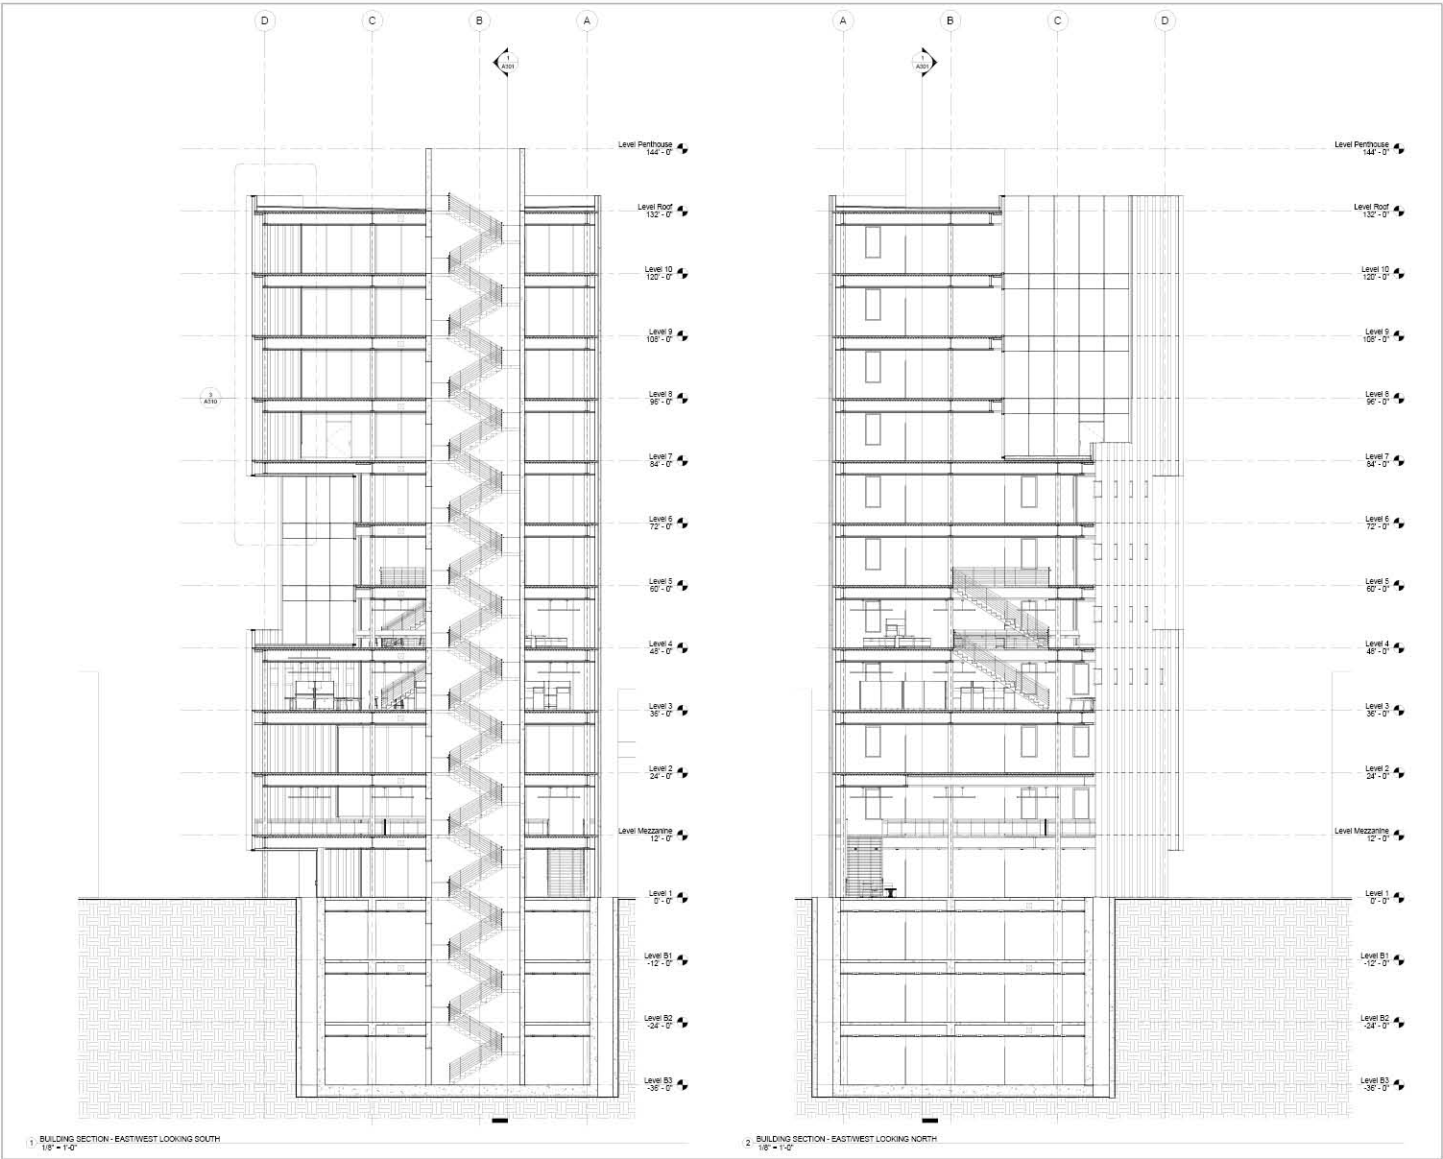 D C B A
1
A301
Level Penthouse
144' - 0"
Level Roof
132' - 0"
Level 10
120' - 0"
Level 9
108' - 0"
3
A310
Level 8
96' - 0"
Level 7
84' - 0"
Level 6
72' - 0"
Level 5
60' - 0"
Level 4
48' - 0"
Level 3
36' - 0"
Level 2
24' - 0"
Level Mezzanine
12' - 0"
Level 1
0' - 0"
Level B1
-12' - 0"
Level B2
-24' - 0"
Level B3
-36' - 0"
1 BUILDING SECTION - EAST/WEST LOOKING SOUTH
1/8" = 1'-0"
A B C D
1
A301
Level Penthouse
144' - 0"
Level Roof
132' - 0"
Level 10
120' - 0"
Level 9
108' - 0"
Level 8
96' - 0"
Level 7
84' - 0"
Level 6
72' - 0"
Level 5
60' - 0"
Level 4
48' - 0"
Level 3
36' - 0"
Level 2
24' - 0"
Level Mezzanine
12' - 0"
Level 1
0' - 0"
Level B1
-12' - 0"
Level B2
-24' - 0"
Level B3
-36' - 0"
2 BUILDING SECTION - EAST/WEST LOOKING NORTH
1/8" = 1'-0"